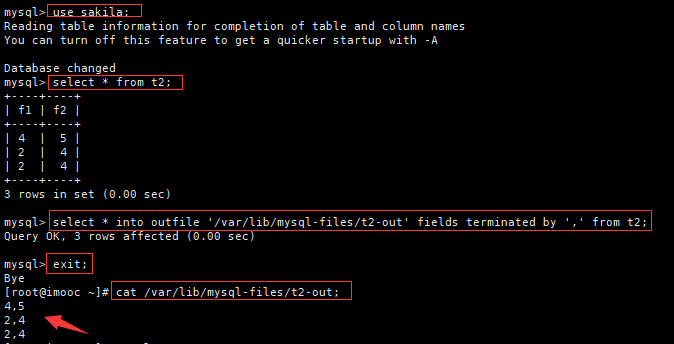 mysql> use sakila;
Reading table information for completion of table and column names
You can turn off this feature to get a quicker startup with -A
Database changed
mysql> select * from t2;
+----+----+
| f1 | f2 |
+----+----+
| 4  |  5 |
| 2  |  4 |
| 2  |  4 |
+----+----+
3 rows in set (0.00 sec)
mysql> select * into outfile '/var/lib/mysql-files/t2-out' fields terminated by ',' from t2;
Query OK, 3 rows affected (0.00 sec)
mysql> exit;
Bye
[root@imooc ~]# cat /var/lib/mysql-files/t2-out;
4,5
2,4
2,4